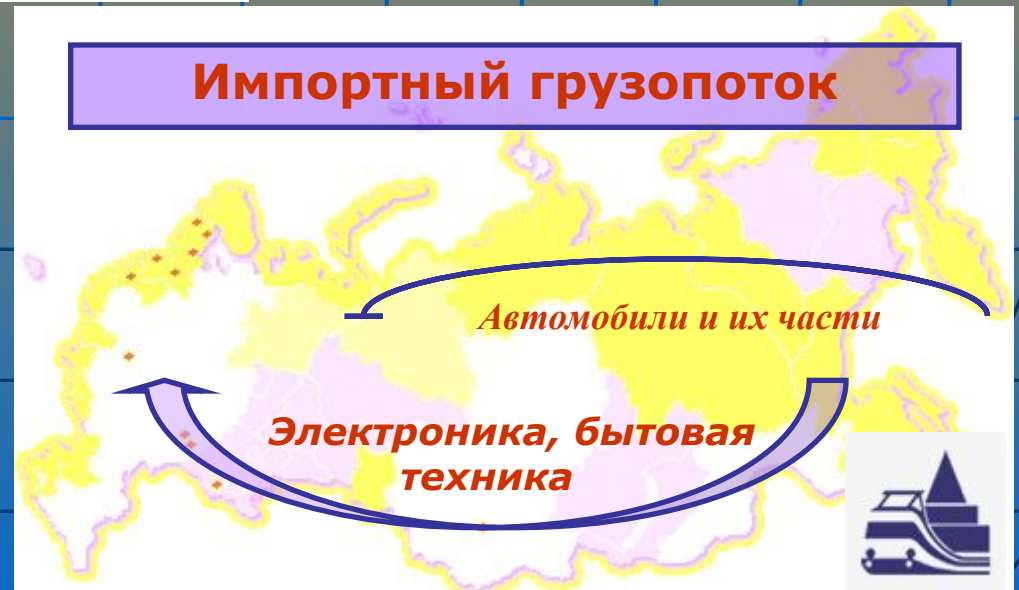 Импортный грузопоток
Автомобили и их части
Электроника, бытовая
техника